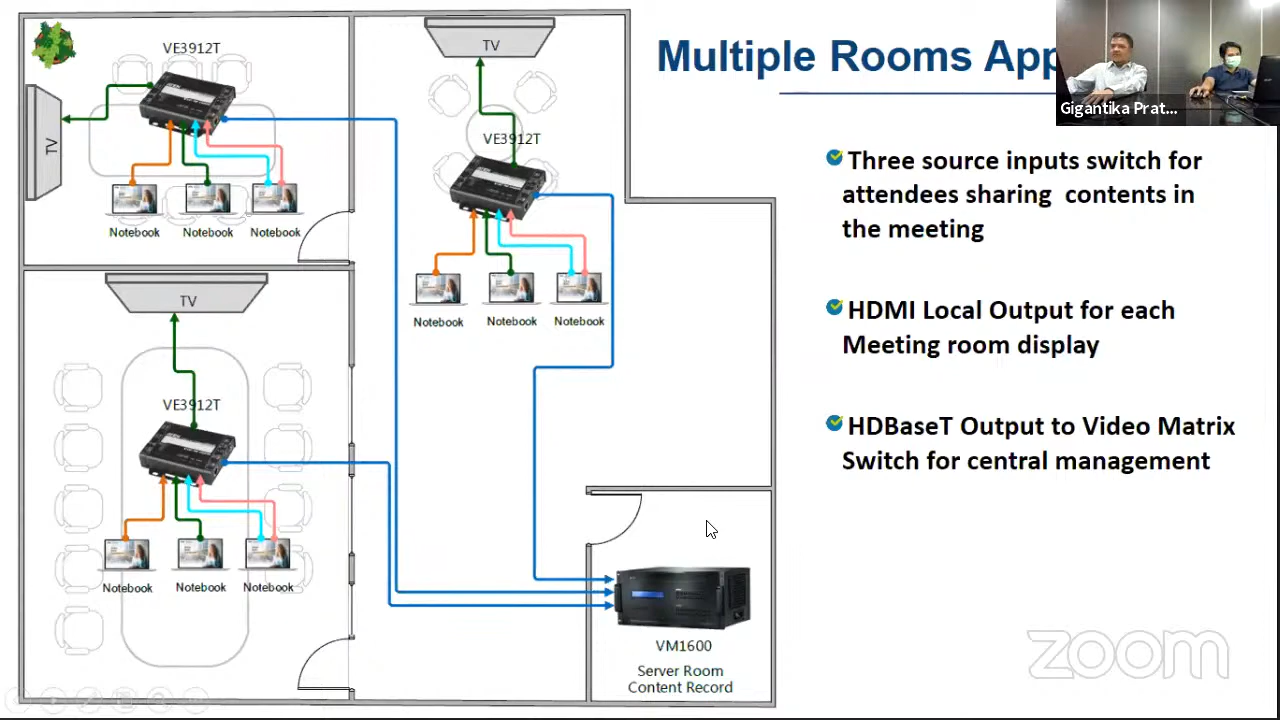 Multiple Rooms App
Gigantika Prat...
Three source inputs switch for
attendees sharing contents in
the meeting
HDMI Local Output for each
Meeting room display
HDBaseT Output to Video Matrix
Switch for central management
VE3912T
TV
Notebook
Notebook
Notebook
TV
VE3912T
Notebook
Notebook
Notebook
TV
VE3912T
Notebook
Notebook
Notebook
VM1600
Server Room
Content Record
zoom